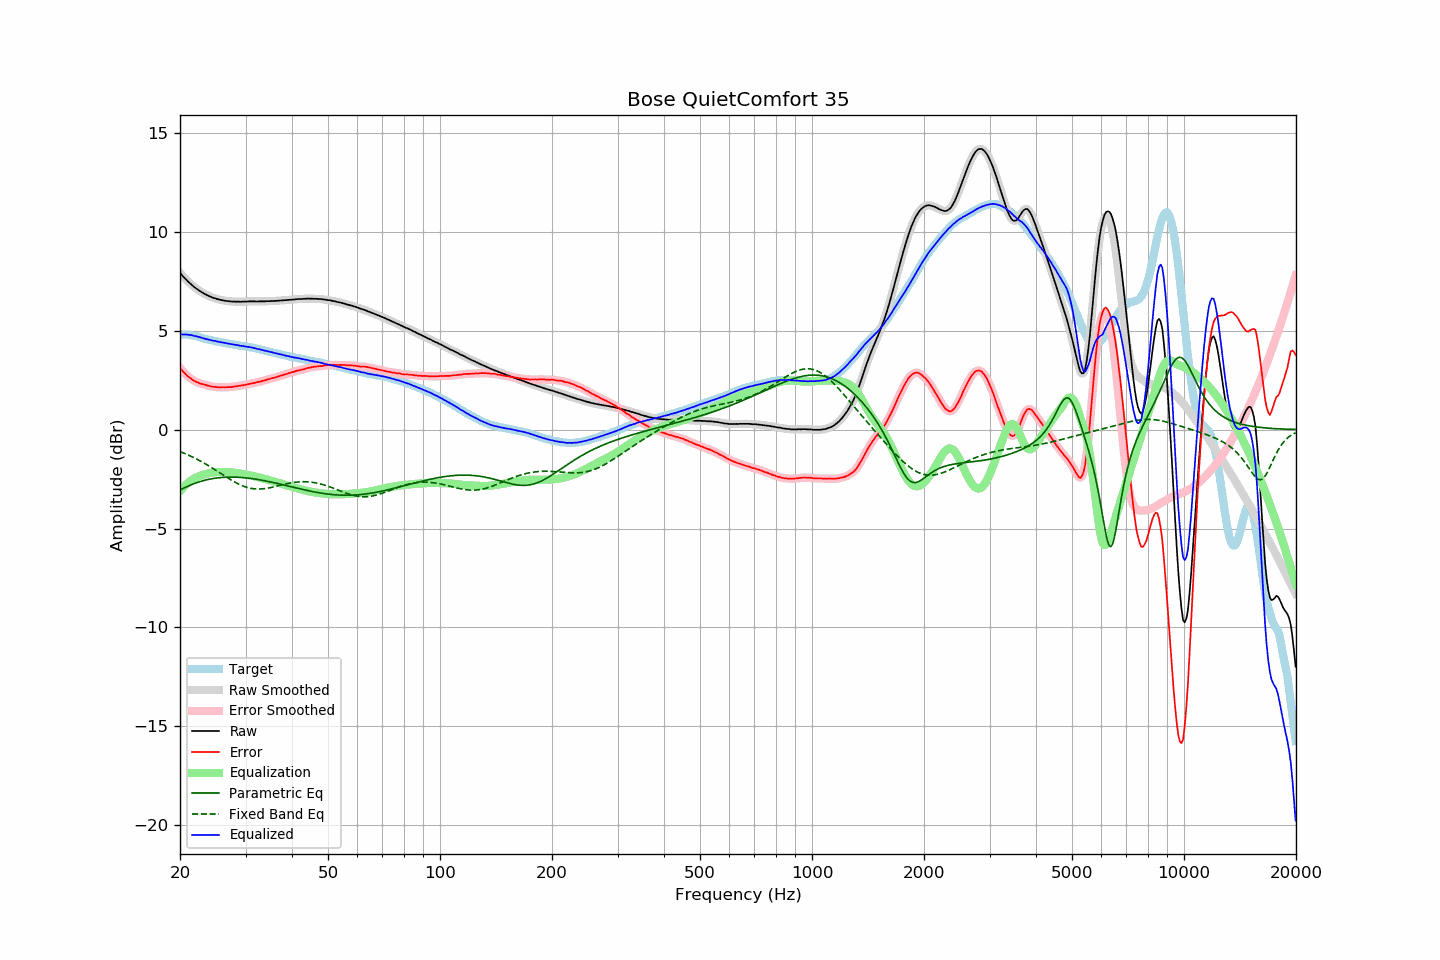 Bose QuietComfort 35
15
10
5
0
−5
−10
−15
−20
Amplitude (dBr)
Target
Raw Smoothed
Error Smoothed
Raw
Error
Equalization
Parametric Eq
Fixed Band Eq
Equalized
20 50 100 200 500 1000 2000 5000 10000 20000
Frequency (Hz)